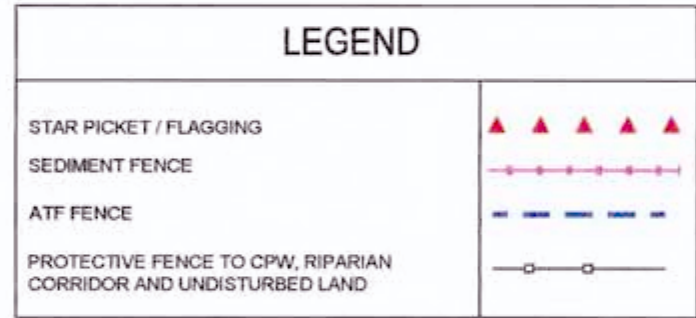 LEGEND
STAR PICKET / FLAGGING
SEDIMENT FENCE
ATF FENCE
PROTECTIVE FENCE TO CPW, RIPARIAN
CORRIDOR AND UNDISTURBED LAND